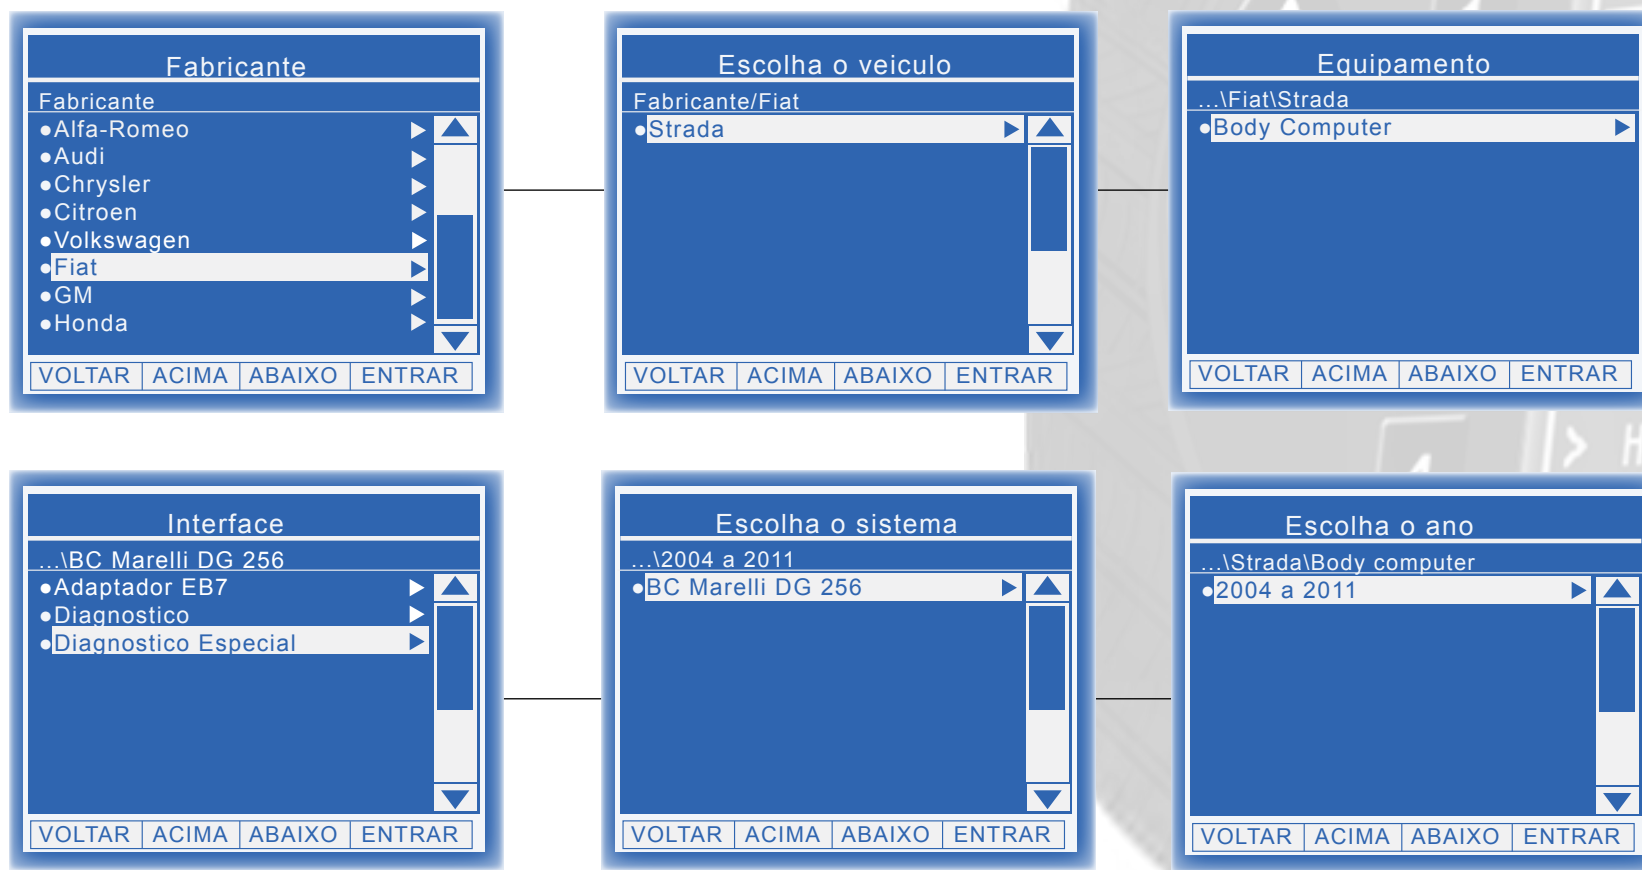 Fabricante
Fabricante
●Alfa-Romeo
●Audi
●Chrysler
●Citroen
●Volkswagen
●Fiat
●GM
●Honda
VOLTAR ACIMA ABAIXO ENTRAR
Escolha o veiculo
Fabricante/Fiat
●Strada
VOLTAR ACIMA ABAIXO ENTRAR
Equipamento
...\Fiat\Strada
●Body Computer
VOLTAR ACIMA ABAIXO ENTRAR
Interface
...\BC Marelli DG 256
●Adaptador EB7
●Diagnostico
●Diagnostico Especial
VOLTAR ACIMA ABAIXO ENTRAR
Escolha o sistema
...\2004 a 2011
●BC Marelli DG 256
VOLTAR ACIMA ABAIXO ENTRAR
Escolha o ano
...\Strada\Body computer
●2004 a 2011
VOLTAR ACIMA ABAIXO ENTRAR